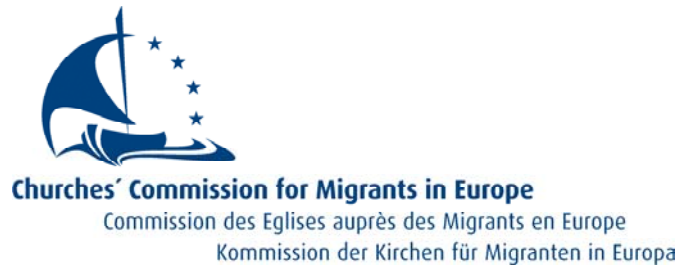 Churches´ Commission for Migrants in Europe
Commission des Eglises auprès des Migrants en Europe
Kommission der Kirchen für Migranten in Europa